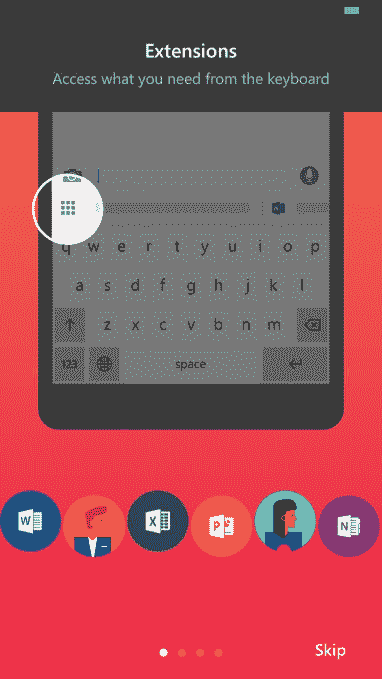 Extensions
Access what you need from the keyboard
q w e r t y u i o p
a s d f g h j k l
z x c v b n m
123 space
W X P N
Skip